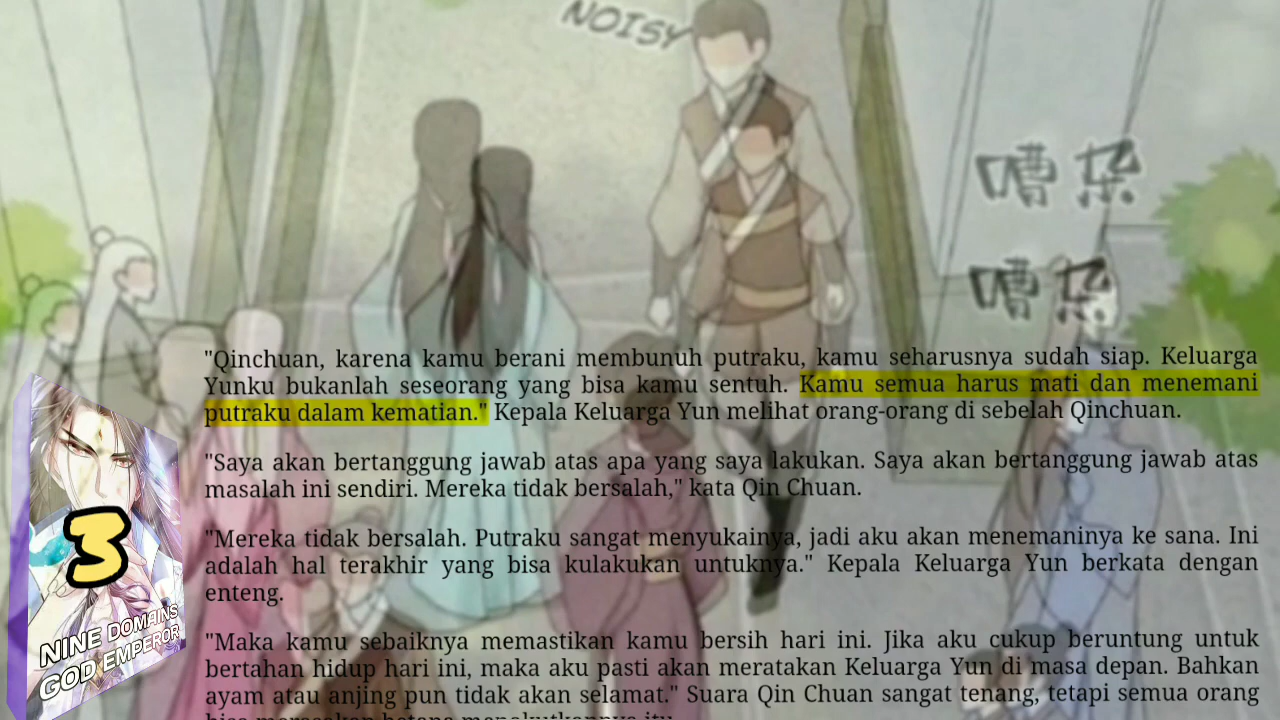 NOISY
嘈杂
嘈杂
"Qinchuan, karena kamu berani membunuh putraku, kamu seharusnya sudah siap. Keluarga
Yunku bukanlah seseorang yang bisa kamu sentuh. Kamu semua harus mati dan menemani
putraku dalam kematian." Kepala Keluarga Yun melihat orang-orang di sebelah Qinchuan.
"Saya akan bertanggung jawab atas apa yang saya lakukan. Saya akan bertanggung jawab atas
masalah ini sendiri. Mereka tidak bersalah," kata Qin Chuan.
"Mereka tidak bersalah. Putraku sangat menyukainya, jadi aku akan menemaninya ke sana. Ini
adalah hal terakhir yang bisa kulakukan untuknya." Kepala Keluarga Yun berkata dengan
enteng.
"Maka kamu sebaiknya memastikan kamu bersih hari ini. Jika aku cukup beruntung untuk
bertahan hidup hari ini, maka aku pasti akan meratakan Keluarga Yun di masa depan. Bahkan
ayam atau anjing pun tidak akan selamat." Suara Qin Chuan sangat tenang, tetapi semua orang
3
NINE DOMAINS
GOD EMPEROR